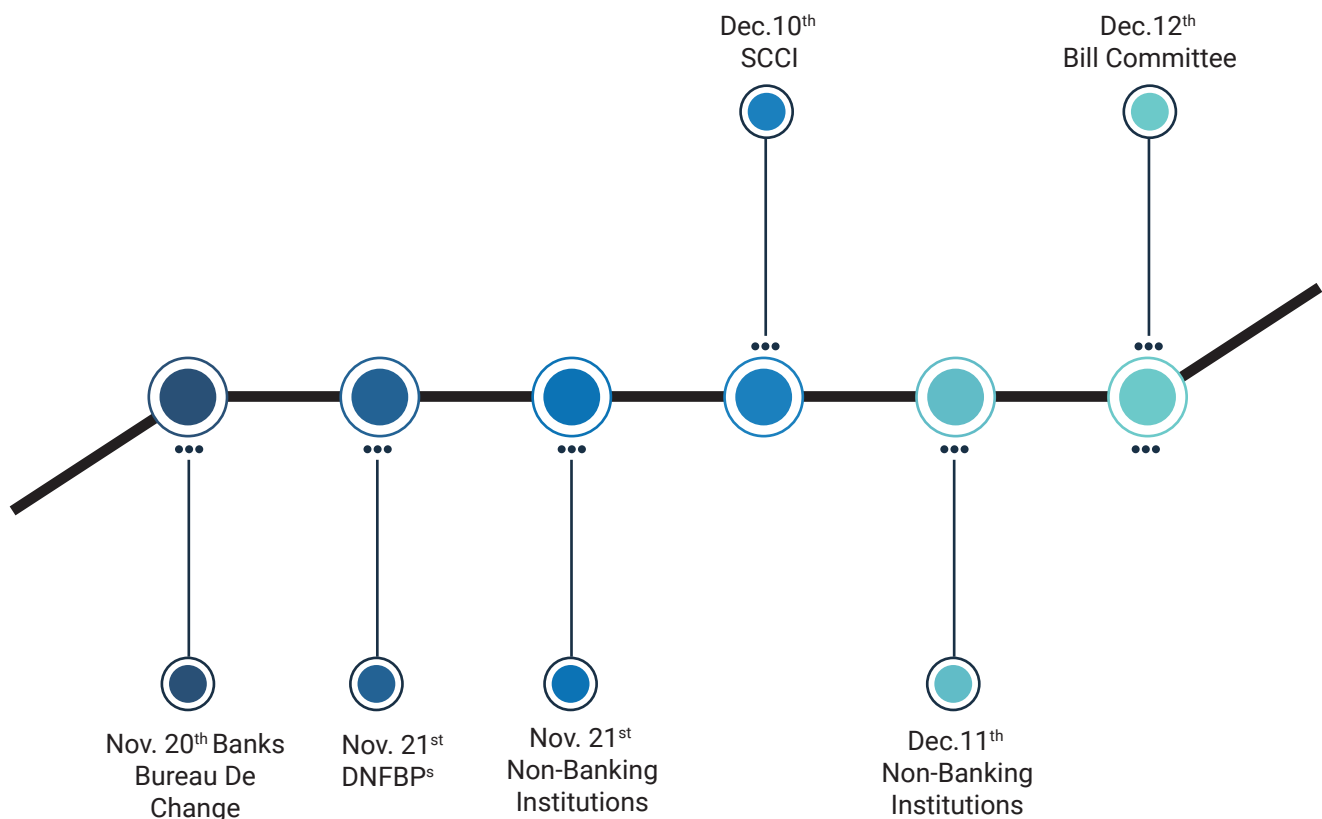 Dec.10th
SCCI
Dec.12th
Bill Committee
Nov. 20th Banks
Bureau De
Change
Nov. 21st
DNFBPs
Nov. 21st
Non-Banking
Institutions
Dec.11th
Non-Banking
Institutions